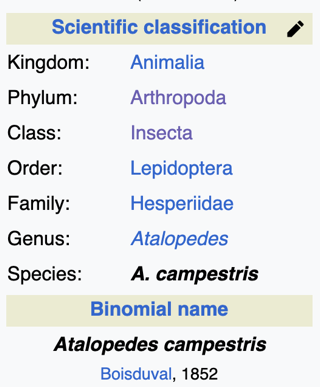 Scientific classification
Kingdom: Animalia
Phylum: Arthropoda
Class: Insecta
Order: Lepidoptera
Family: Hesperiidae
Genus: Atalopedes
Species: A. campestris
Binomial name
Atalopedes campestris
Boisduval, 1852